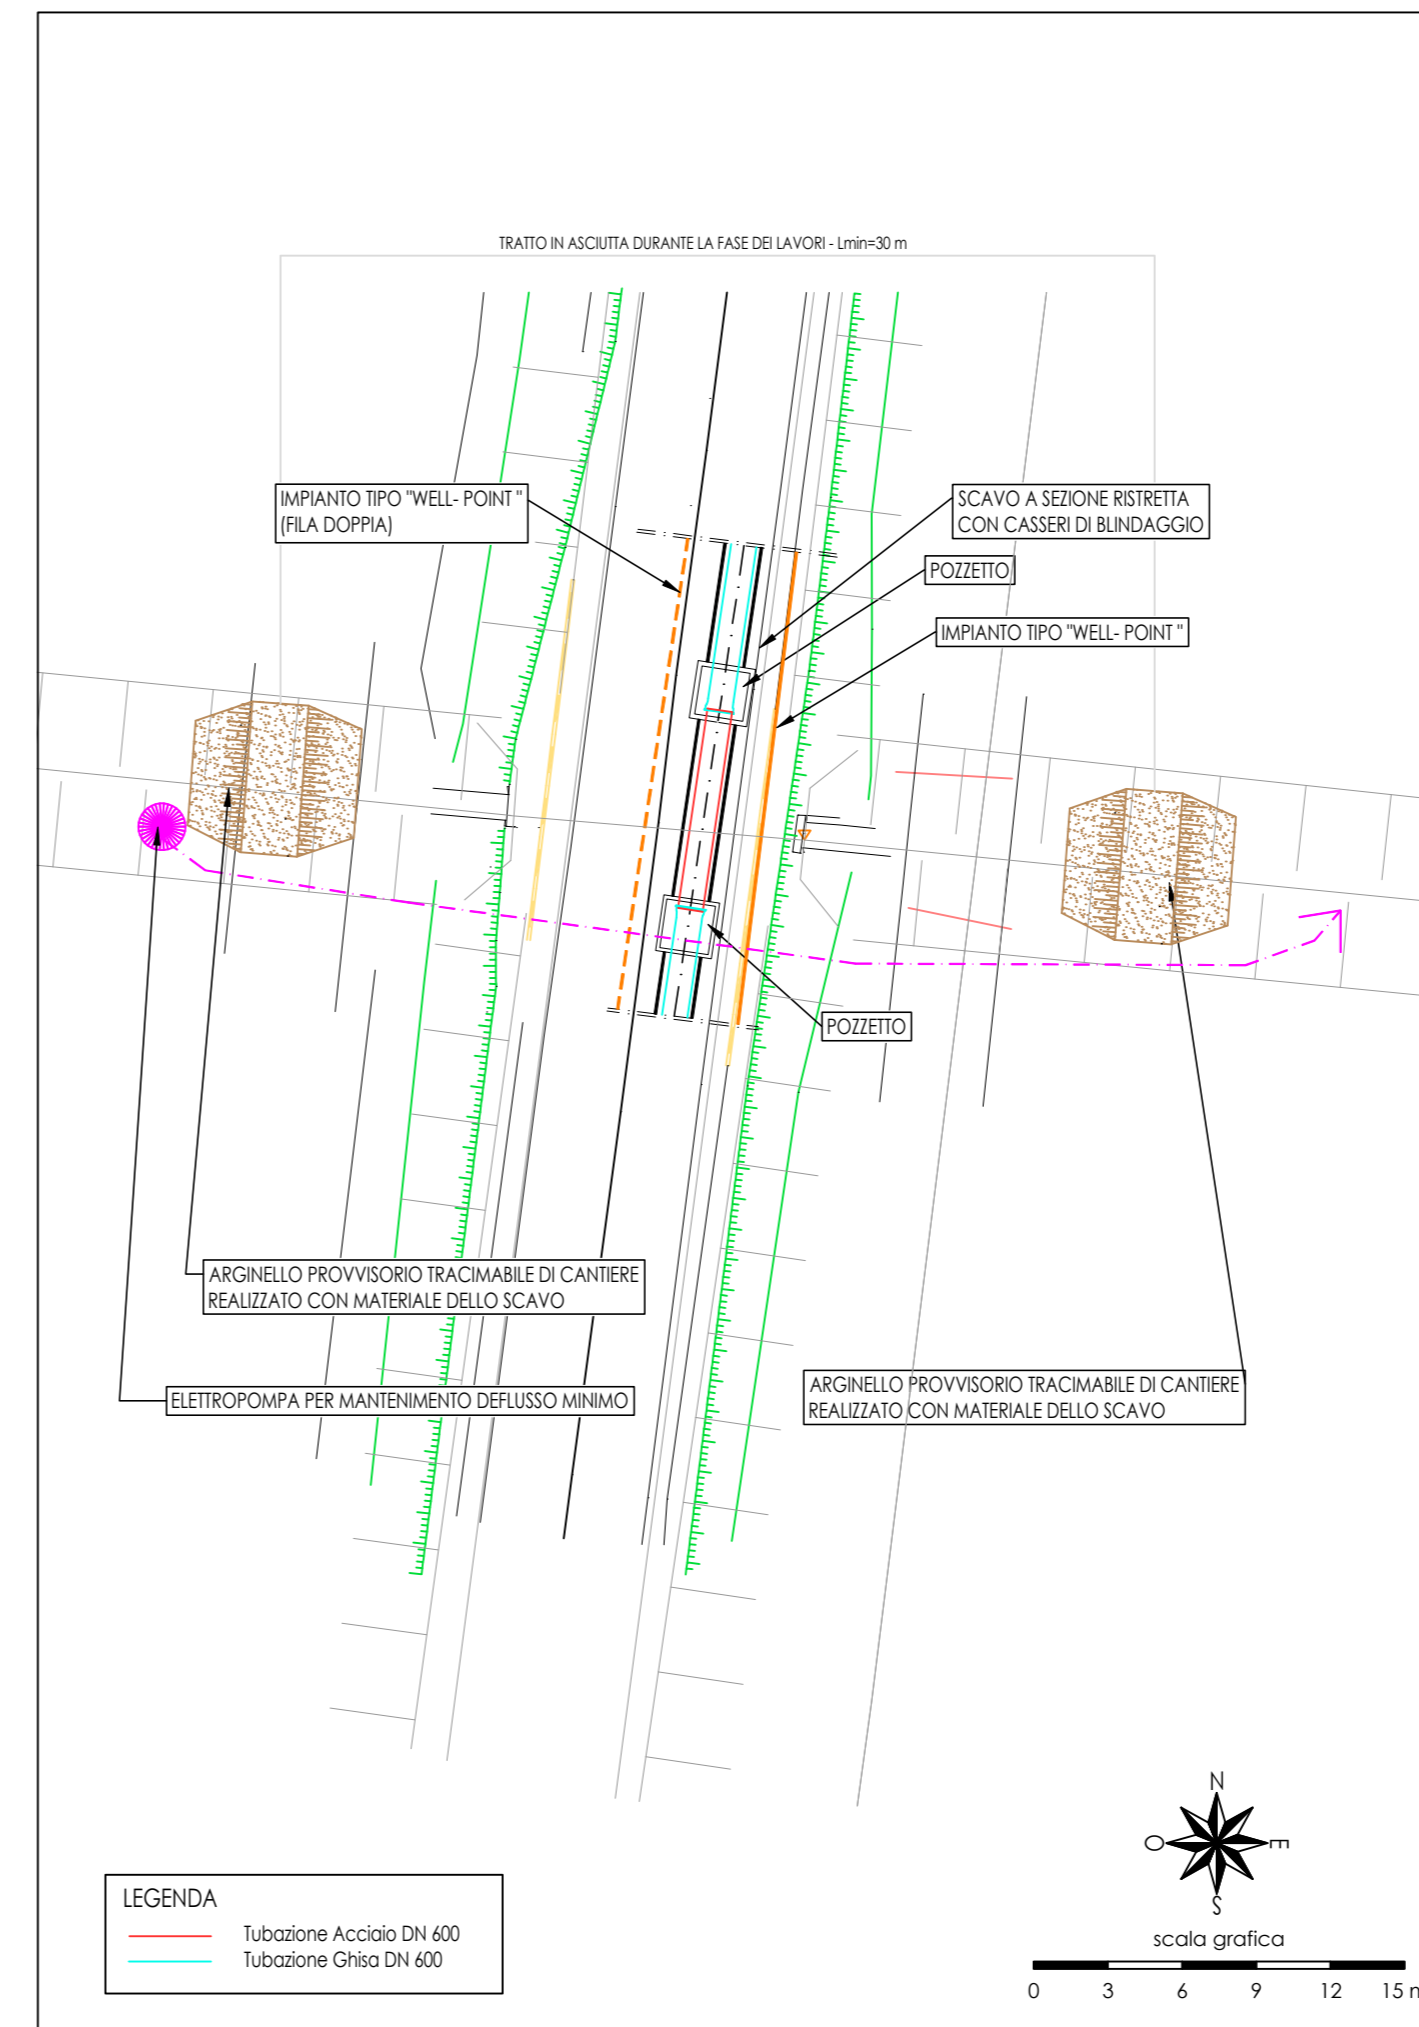 TRATTO IN ASCIUTTA DURANTE LA FASE DEI LAVORI - Lmin=30 m
IMPIANTO TIPO "WELL- POINT "
(FILA DOPPIA)
SCAVO A SEZIONE RISTRETTA
CON CASSERI DI BLINDAGGIO
POZZETTO
IMPIANTO TIPO "WELL- POINT "
POZZETTO
ARGINELLO PROVVISORIO TRACIMABILE DI CANTIERE
REALIZZATO CON MATERIALE DELLO SCAVO
ELETTROPOMPA PER MANTENIMENTO DEFLUSSO MINIMO
ARGINELLO PROVVISORIO TRACIMABILE DI CANTIERE
REALIZZATO CON MATERIALE DELLO SCAVO
N
O E
S
LEGENDA
Tubazione Acciaio DN 600
Tubazione Ghisa DN 600
scala grafica
0 3 6 9 12 15